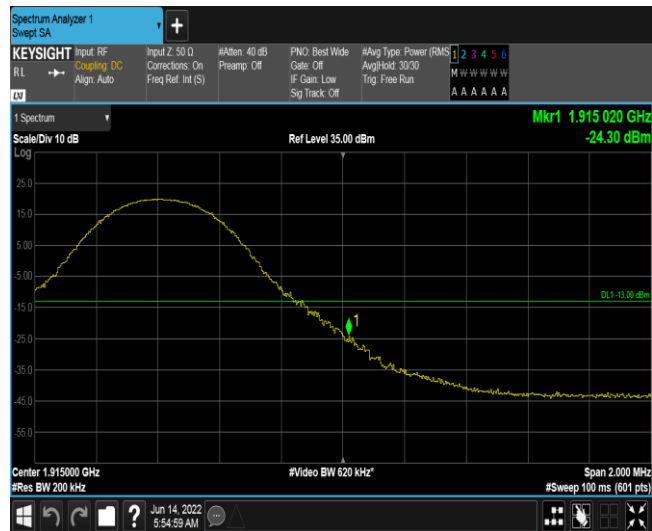 Spectrum Analyzer 1
Swept SA
KEYSIGHT
RL
LXI
Input: RF
Coupling: DC
Align: Auto
Input Z: 50 Ω
Corrections: On
Freq Ref: Int (S)
#Atten: 40 dB
Preamp: Off
PNO: Best Wide
Gate: Off
IF Gain: Low
Sig Track: Off
#Avg Type: Power (RMS
Avg|Hold: 30/30
Trig: Free Run
1 2 3 4 5 6
M W W W W W
A A A A A A
1 Spectrum
Mkr1 1.915 020 GHz
Scale/Div 10 dB
Ref Level 35.00 dBm
-24.30 dBm
Log
25.0
15.0
5.00
-5.00
DL1 -13.00 dBm
-15.0
1
-25.0
-35.0
-45.0
-55.0
Center 1.915000 GHz
#Video BW 620 kHz*
Span 2.000 MHz
#Res BW 200 kHz
#Sweep 100 ms (601 pts)
?
Jun 14, 2022
5:54:59 AM